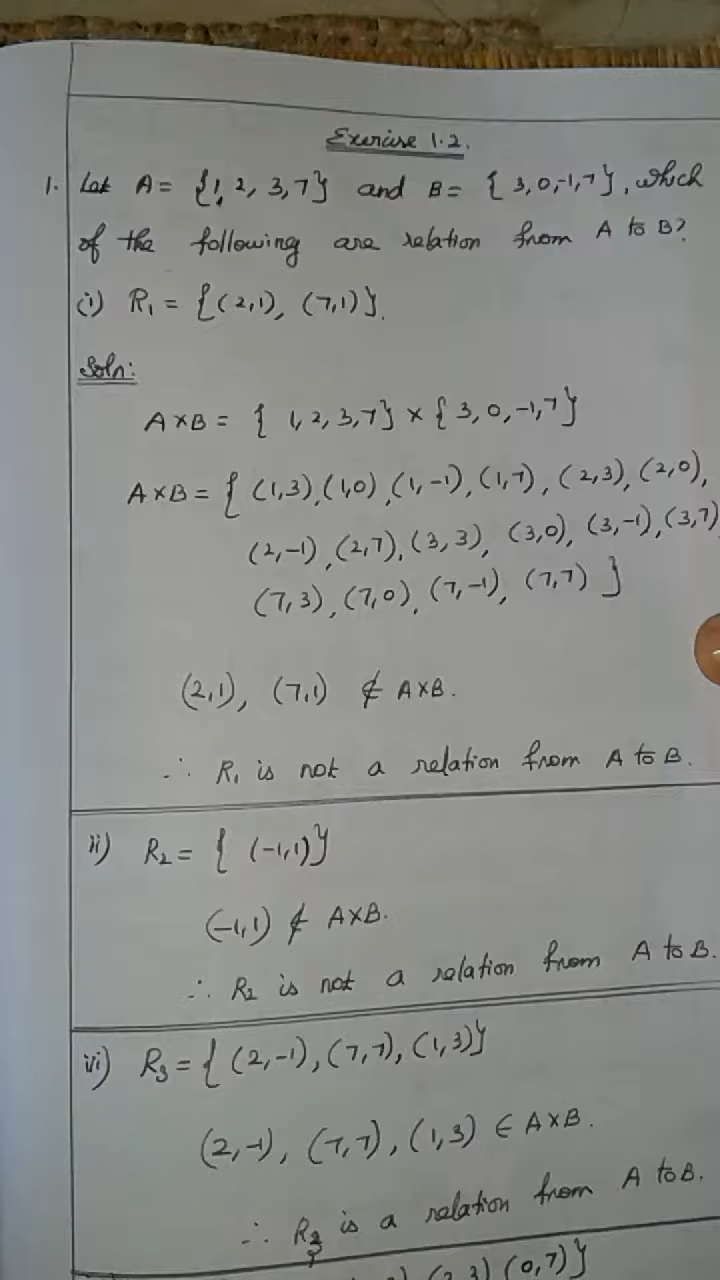 Exercise 1.2.
1. Let A = {1, 2, 3, 7} and B = {3, 0, -1, 7}, which
of the following are relation from A to B?
(i) R₁ = {(2,1), (7,1)}.
Soln:
A×B = {1, 2, 3, 7} × {3, 0, -1, 7}
A×B = {(1,3), (1,0), (1,-1), (1,7), (2,3), (2,0),
(2,-1), (2,7), (3,3), (3,0), (3,-1), (3,7)
(7,3), (7,0), (7,-1), (7,7)}
(2,1), (7,1) ∉ A×B.
∴ R₁ is not a relation from A to B.
ii) R₂ = {(-1,1)}
(-1,1) ∉ A×B.
∴ R₂ is not a relation from A to B.
iii) R₃ = {(2,-1), (7,7), (1,3)}
(2,-1), (7,7), (1,3) ∈ A×B.
∴ R₃ is a relation from A to B.
(0,7)}